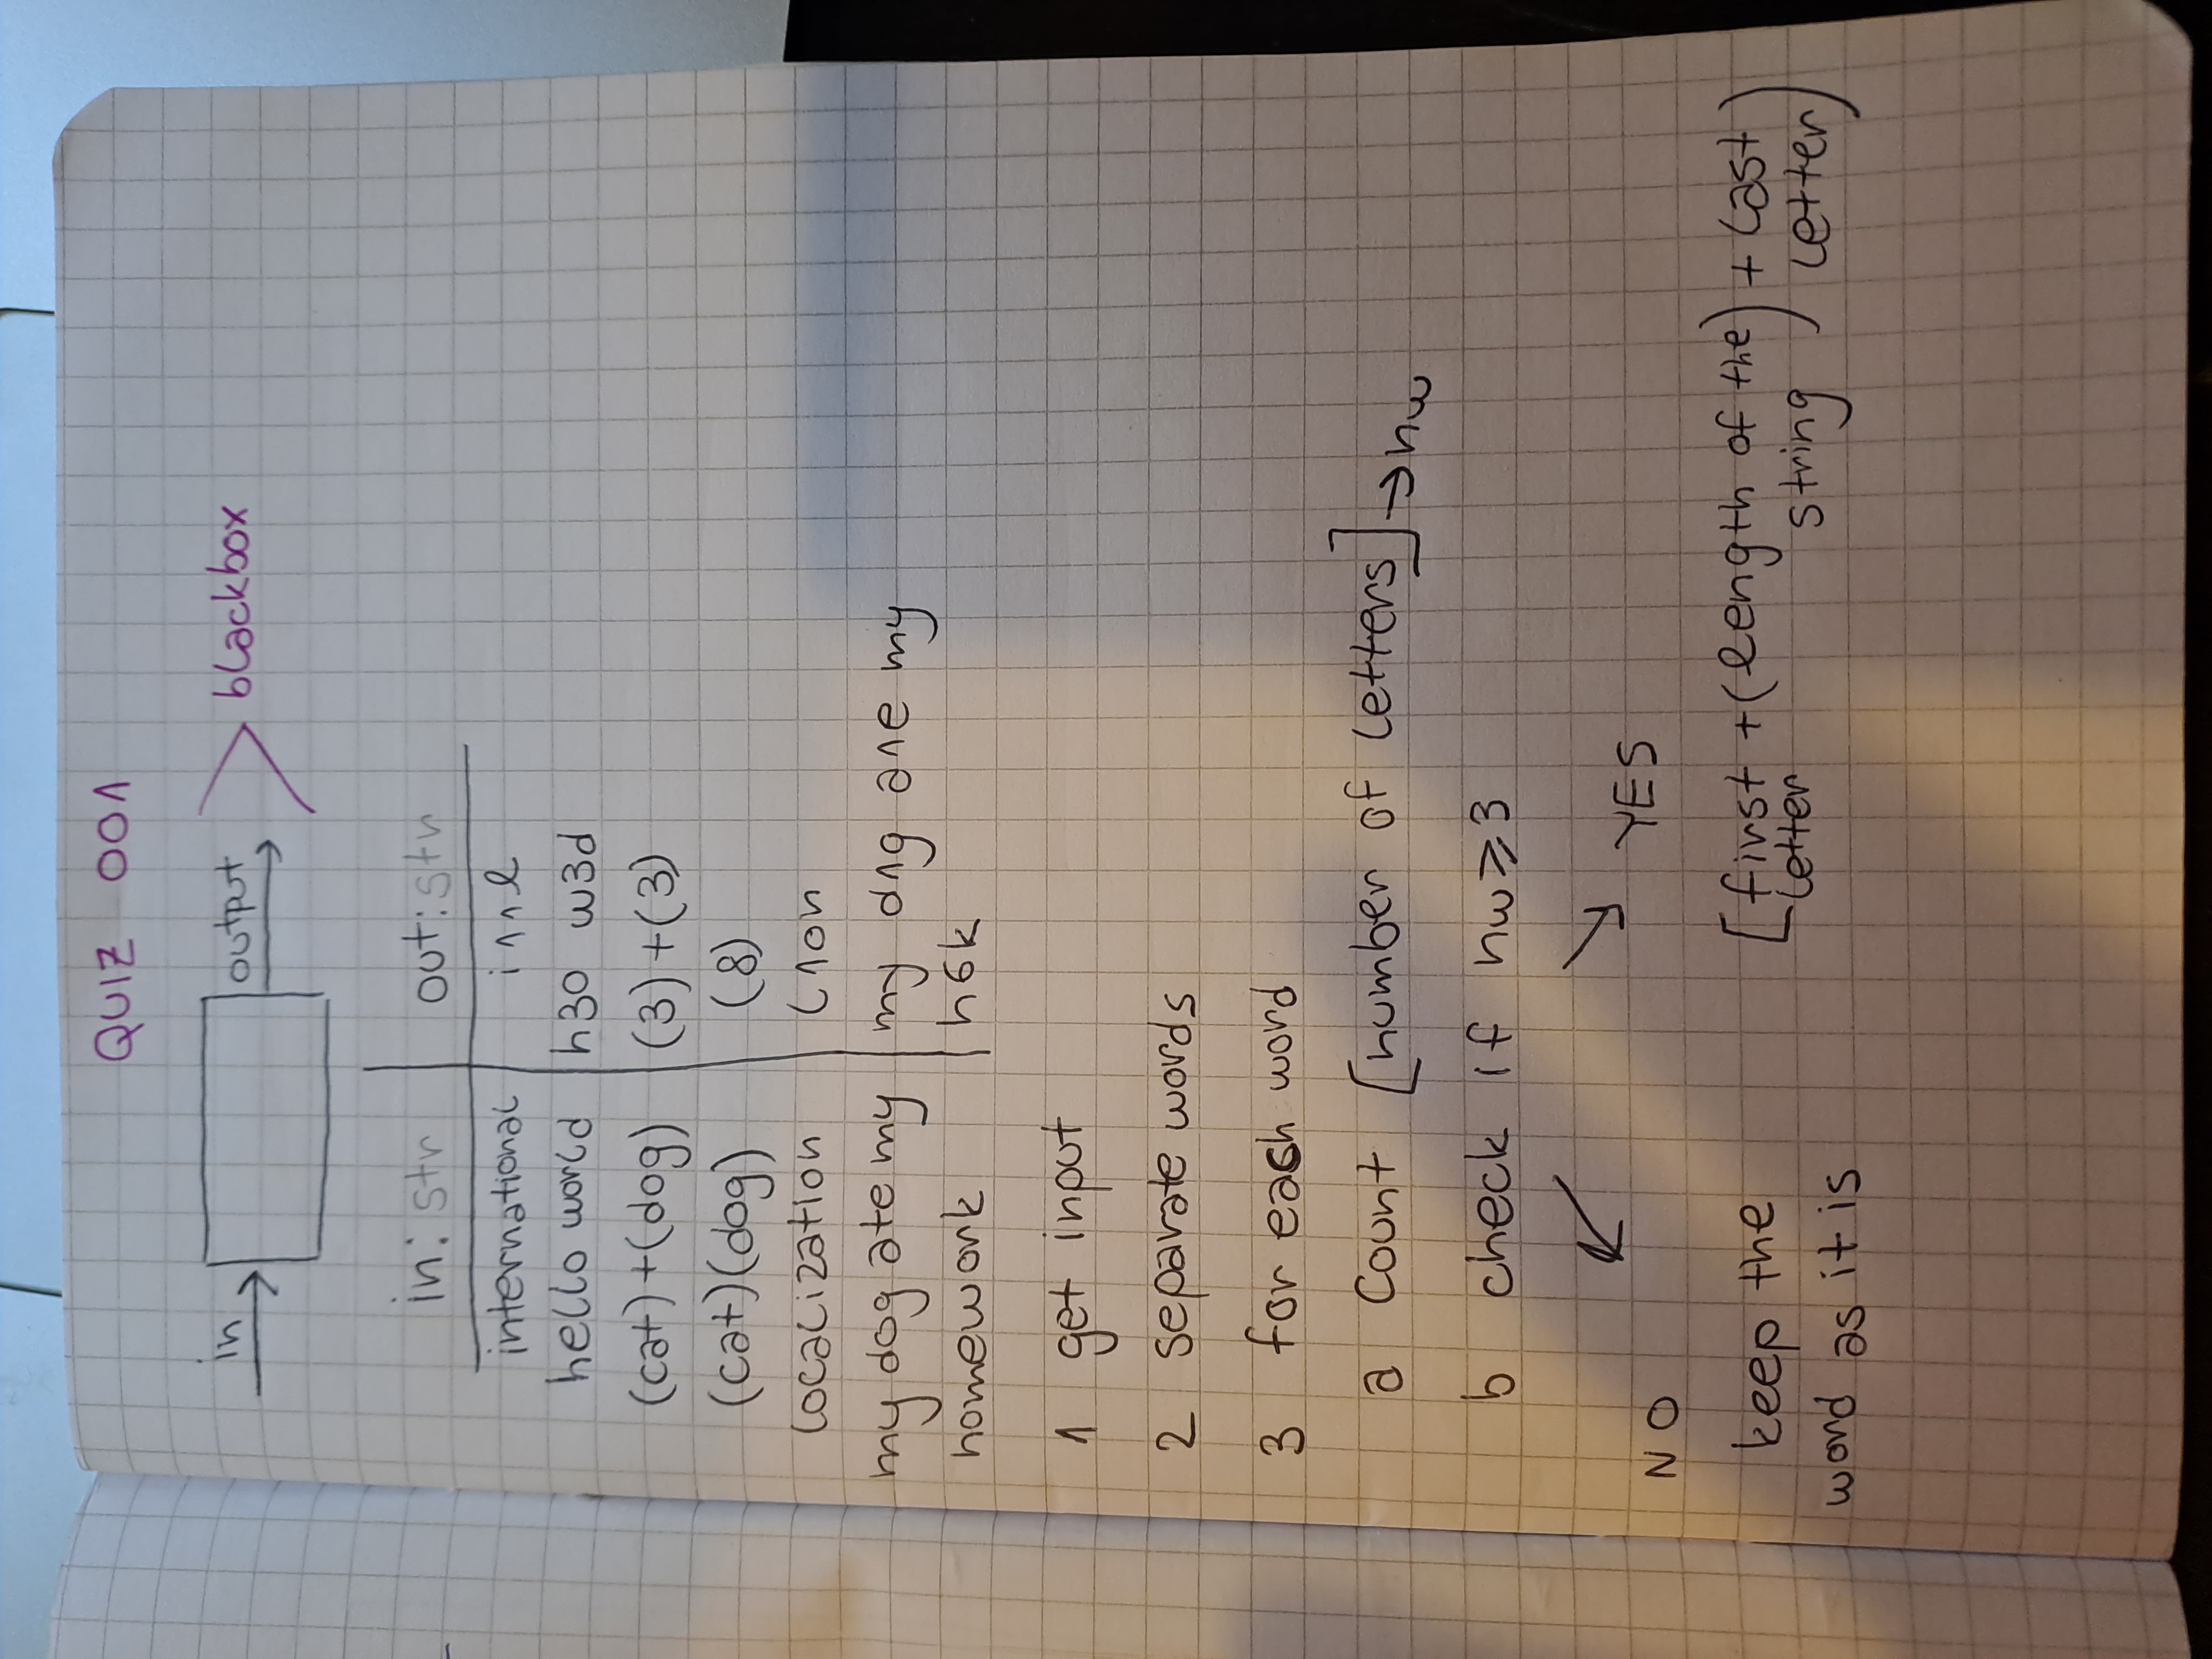 QUIZ 001
in output blackbox
in: str out: str
international i11l
hello world h3o w3d
(cat)+(dog) (3)+(3)
(cat)(dog) (8)
localization l10n
my dog ate my my d1g a1e my
homework h6k
1 get input
2 separate words
3 for each word
a Count [number of letters] → nw
b check if nw ⩾ 3
NO YES
keep the [first + (length of the) + last
word as it is letter string letter)